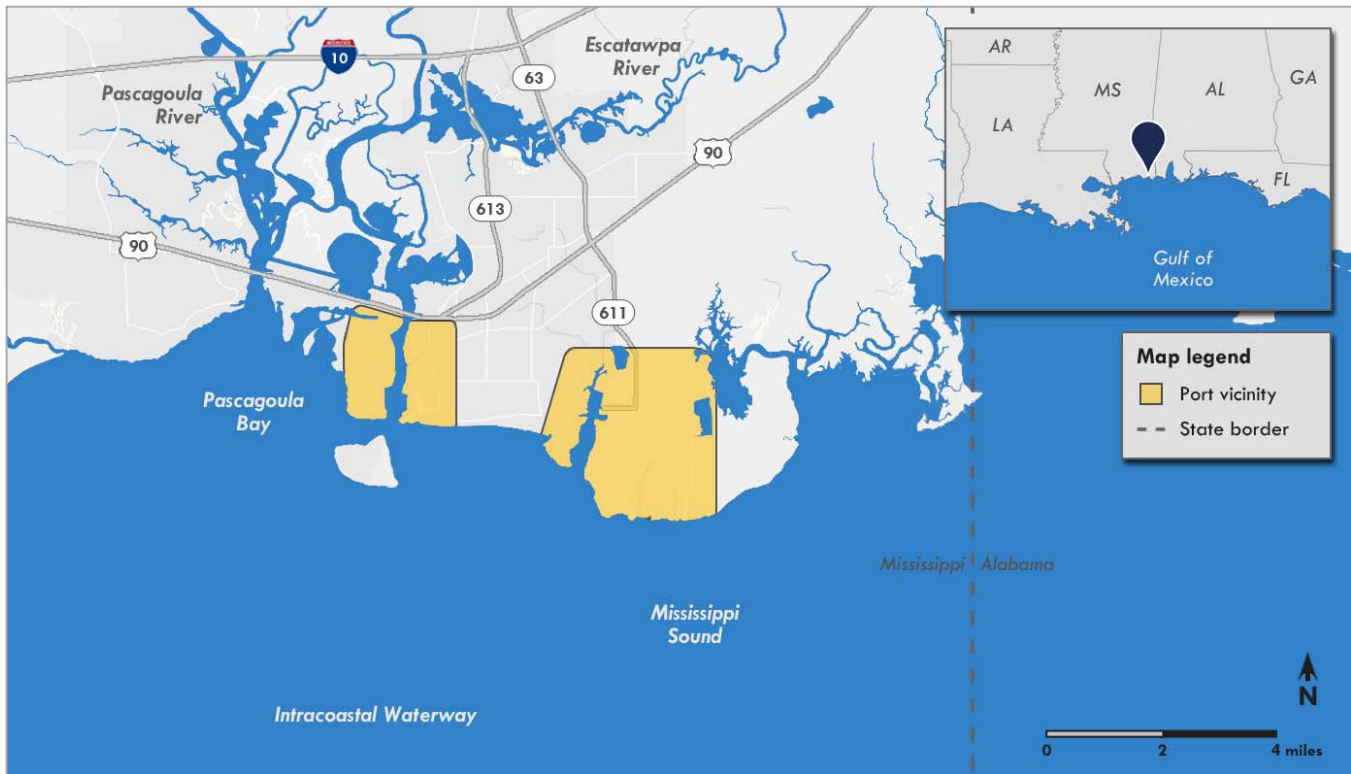 Pascagoula
River
INTERSTATE
10
Escatawpa
River
63
90
613
90
611
Pascagoula
Bay
Mississippi
Sound
Intracoastal Waterway
Mississippi
Alabama
AR
MS
AL
GA
LA
FL
Gulf of
Mexico
Map legend
Port vicinity
State border
N
0
2
4 miles